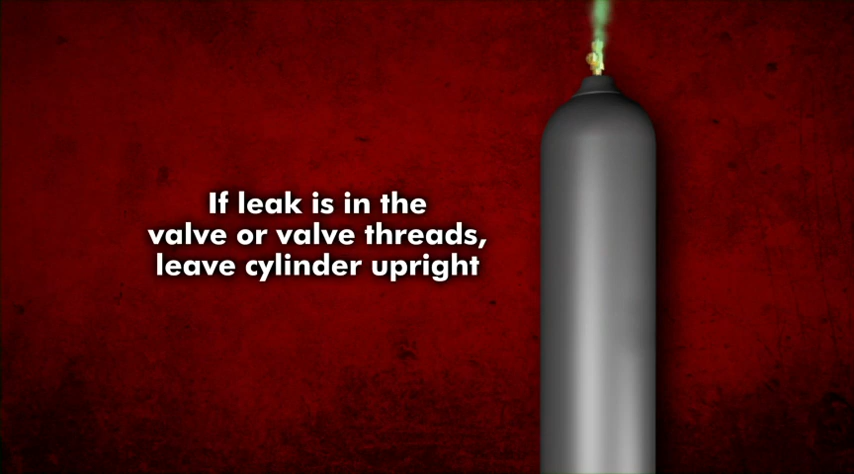 If leak is in the
valve or valve threads,
leave cylinder upright